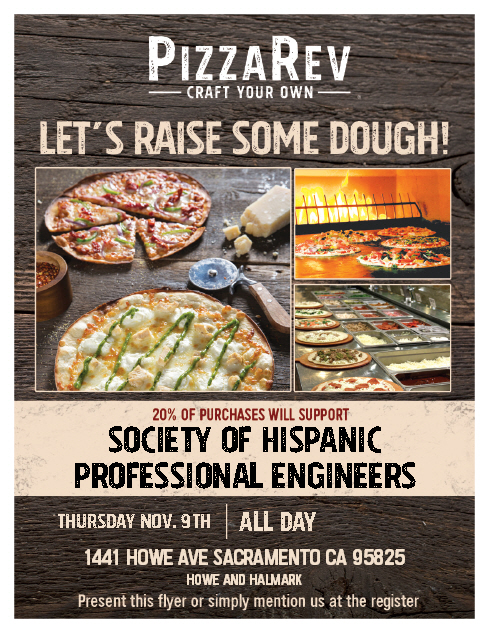 PIZZAREV
CRAFT YOUR OWN
LET'S RAISE SOME DOUGH!
20% OF PURCHASES WILL SUPPORT
SOCIETY OF HISPANIC
PROFESSIONAL ENGINEERS
THURSDAY NOV. 9TH | ALL DAY
1441 HOWE AVE SACRAMENTO CA 95825
HOWE AND HALMARK
Present this flyer or simply mention us at the register